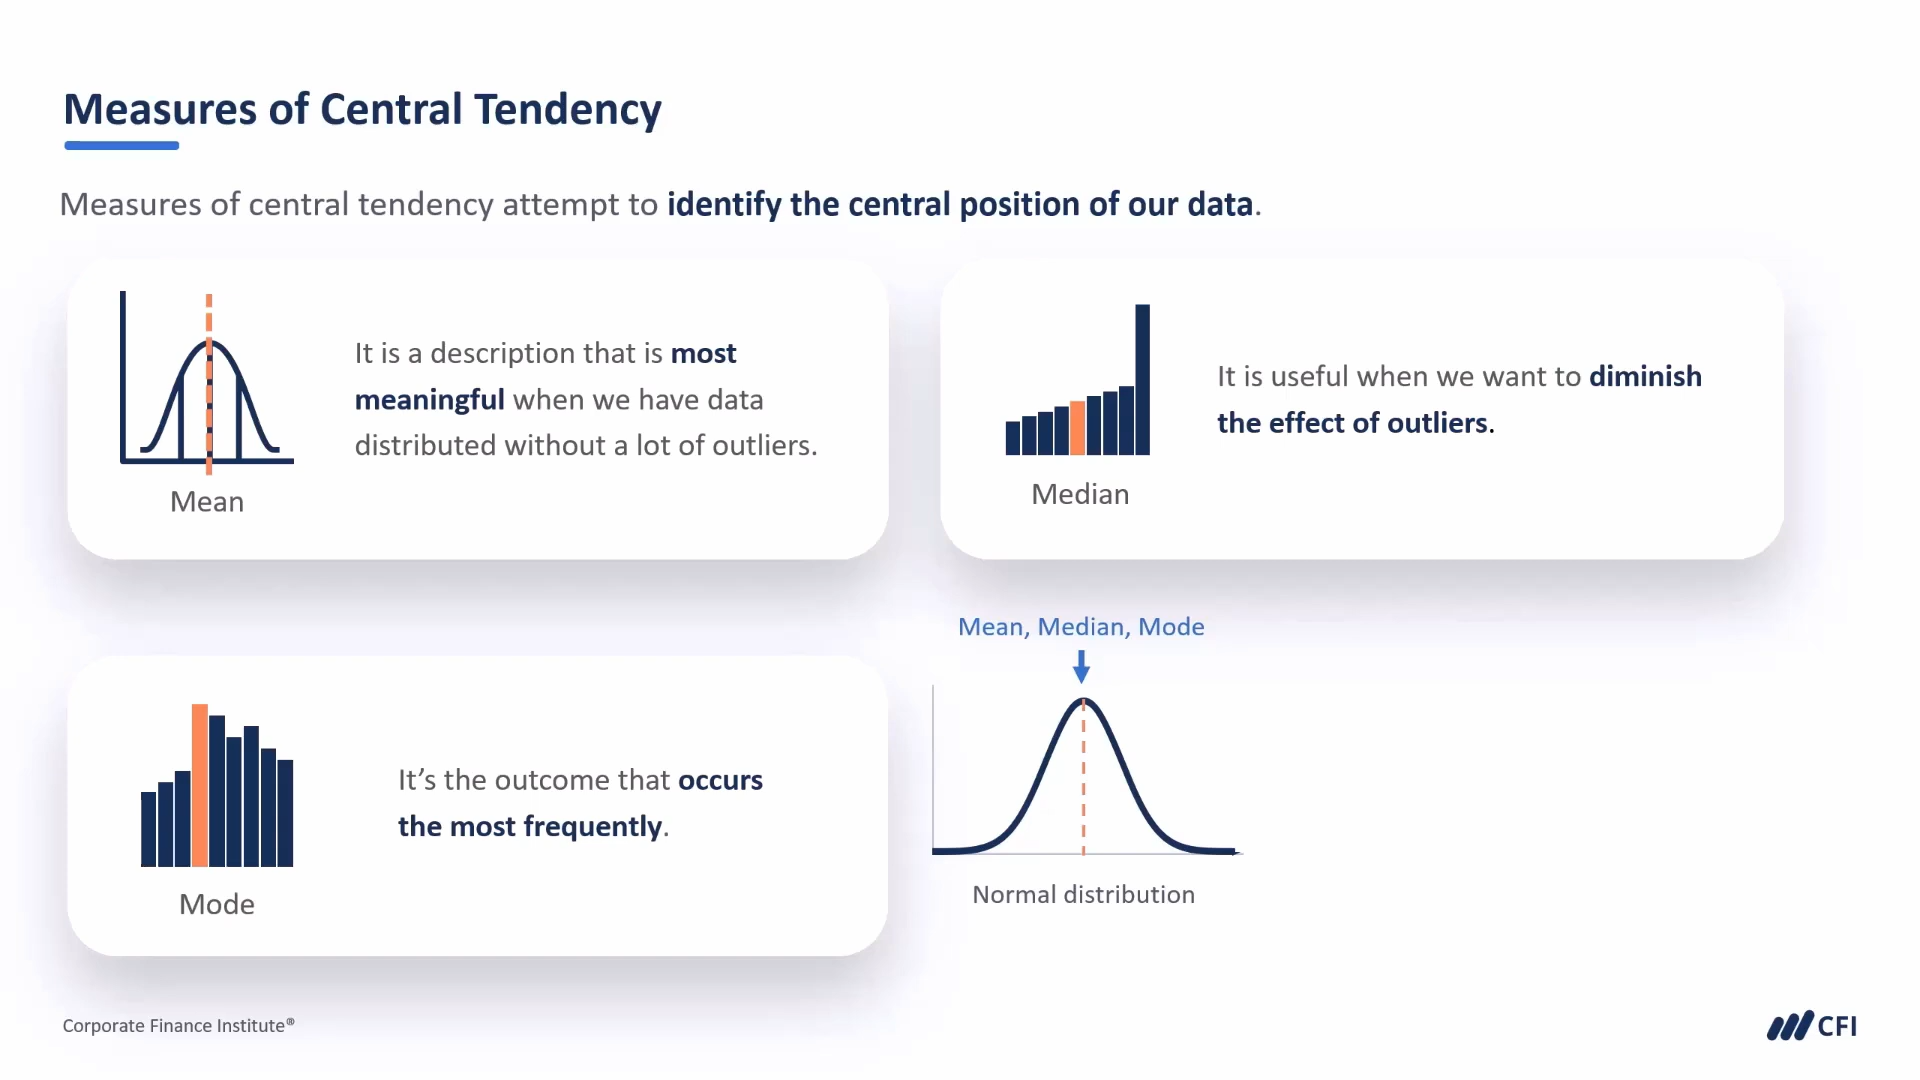 Measures of Central Tendency
Measures of central tendency attempt to identify the central position of our data.
It is a description that is most
meaningful when we have data
distributed without a lot of outliers.
Mean
It is useful when we want to diminish
the effect of outliers.
Median
It’s the outcome that occurs
the most frequently.
Mode
Mean, Median, Mode
Normal distribution
Corporate Finance Institute®
CFI